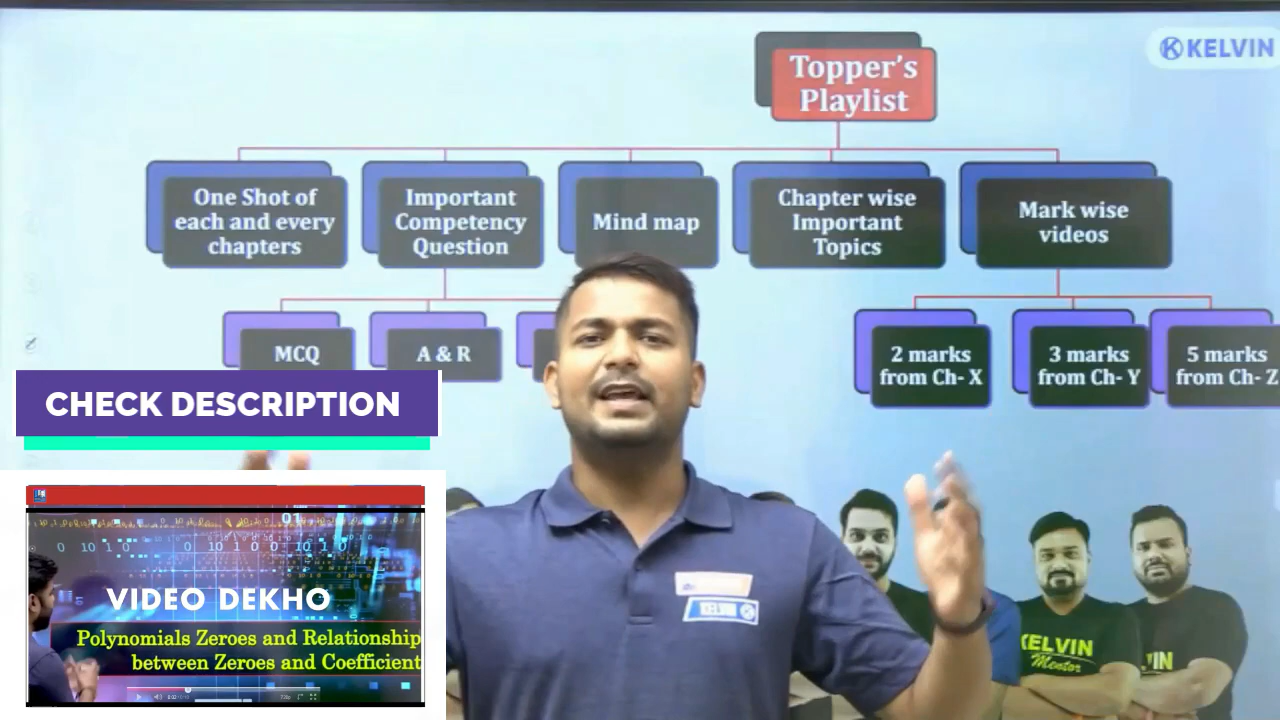 KELVIN
Topper's
Playlist
One Shot of
each and every
chapters
Important
Competency
Question
Mind map
Chapter wise
Important
Topics
Mark wise
videos
MCQ
A & R
2 marks
from Ch- X
3 marks
from Ch- Y
5 marks
from Ch- Z
CHECK DESCRIPTION
VIDEO DEKHO
Polynomials Zeroes and Relationship
between Zeroes and Coefficient
KELVIN
KELVIN
Mentor